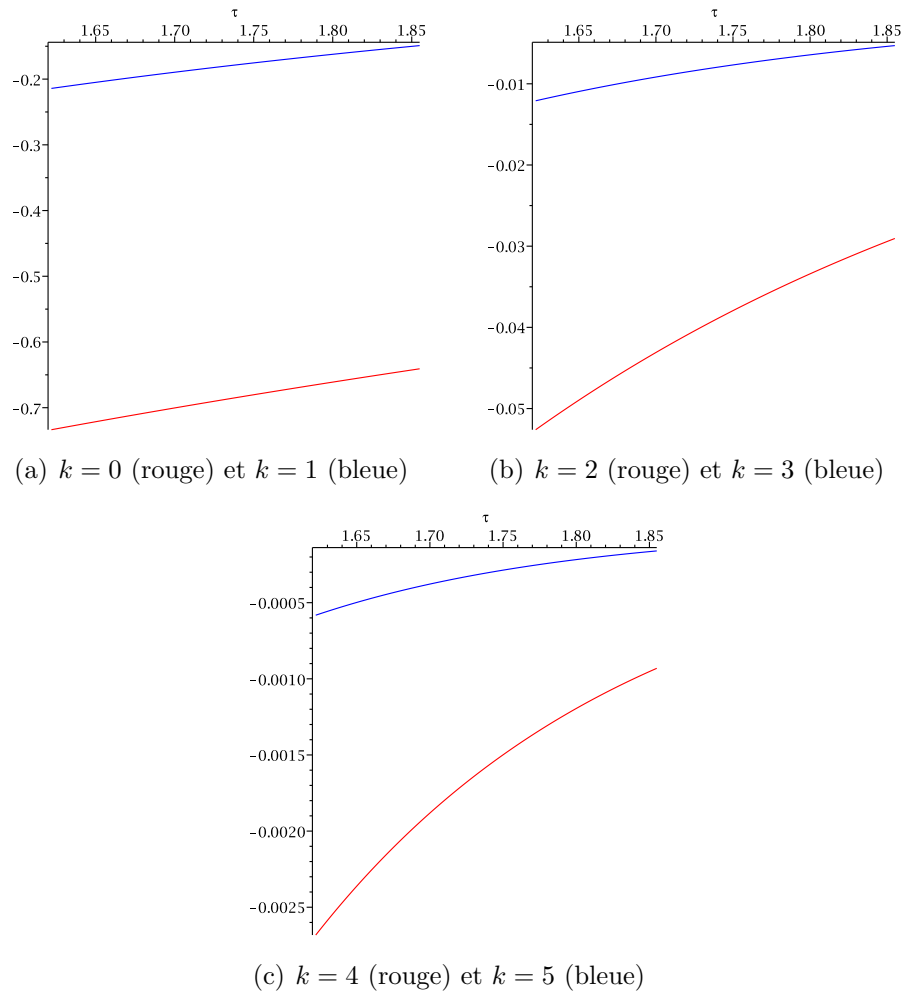 τ
1.65 1.70 1.75 1.80 1.85
-0.2
-0.3
-0.4
-0.5
-0.6
-0.7
(a) k = 0 (rouge) et k = 1 (bleue)
τ
1.65 1.70 1.75 1.80 1.85
-0.01
-0.02
-0.03
-0.04
-0.05
(b) k = 2 (rouge) et k = 3 (bleue)
τ
1.65 1.70 1.75 1.80 1.85
-0.0005
-0.0010
-0.0015
-0.0020
-0.0025
(c) k = 4 (rouge) et k = 5 (bleue)